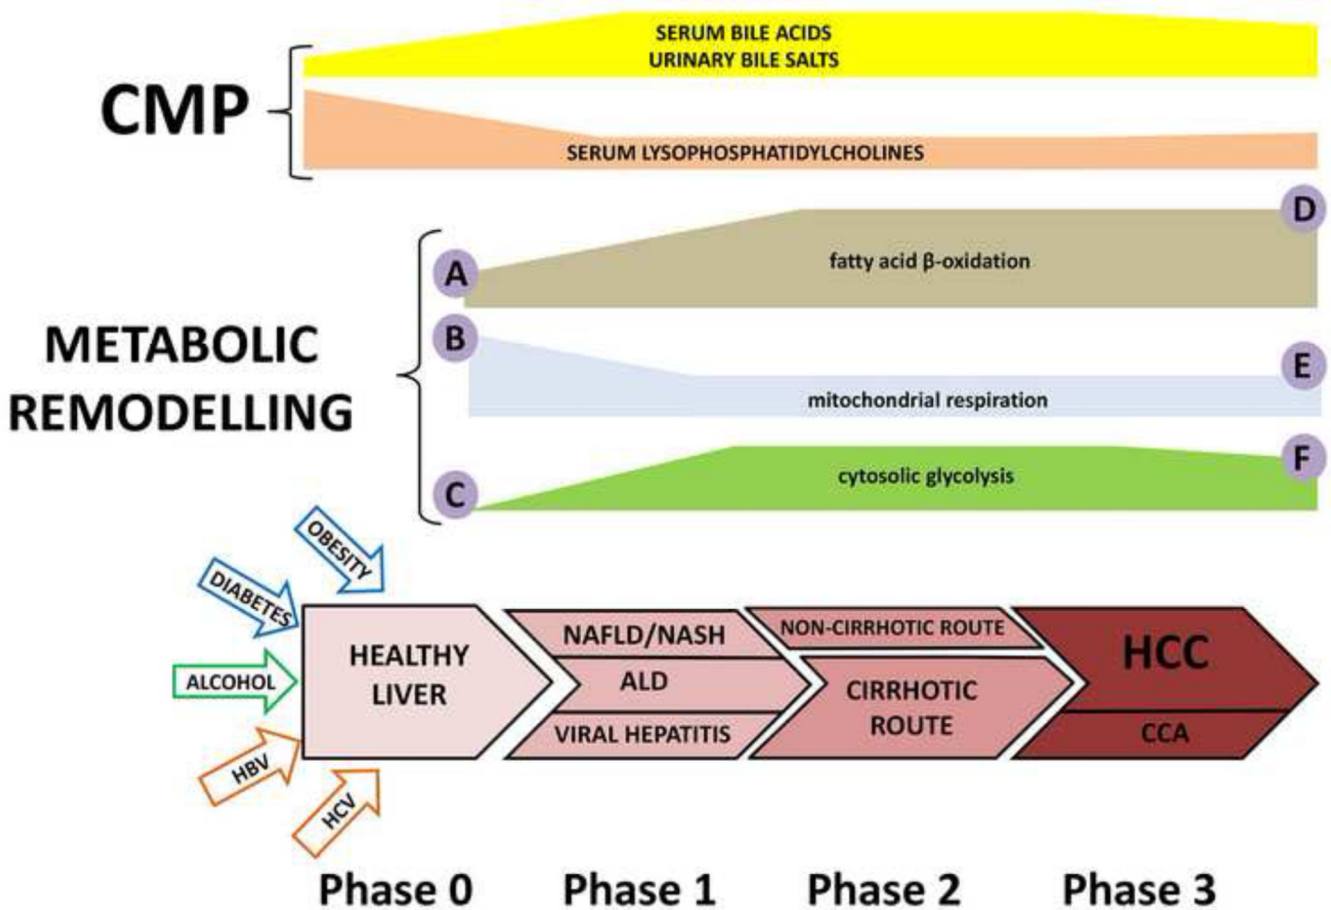 SERUM BILE ACIDS
URINARY BILE SALTS
CMP
SERUM LYSOPHOSPHATIDYLCHOLINES
D
A
fatty acid β-oxidation
B
METABOLIC
REMODELLING
E
mitochondrial respiration
F
cytosolic glycolysis
C
OBESITY
DIABETES
ALCOHOL
HBV
HCV
HEALTHY
LIVER
NAFLD/NASH
ALD
VIRAL HEPATITIS
NON-CIRRHOTIC ROUTE
CIRRHOTIC
ROUTE
HCC
CCA
Phase 0 Phase 1 Phase 2 Phase 3